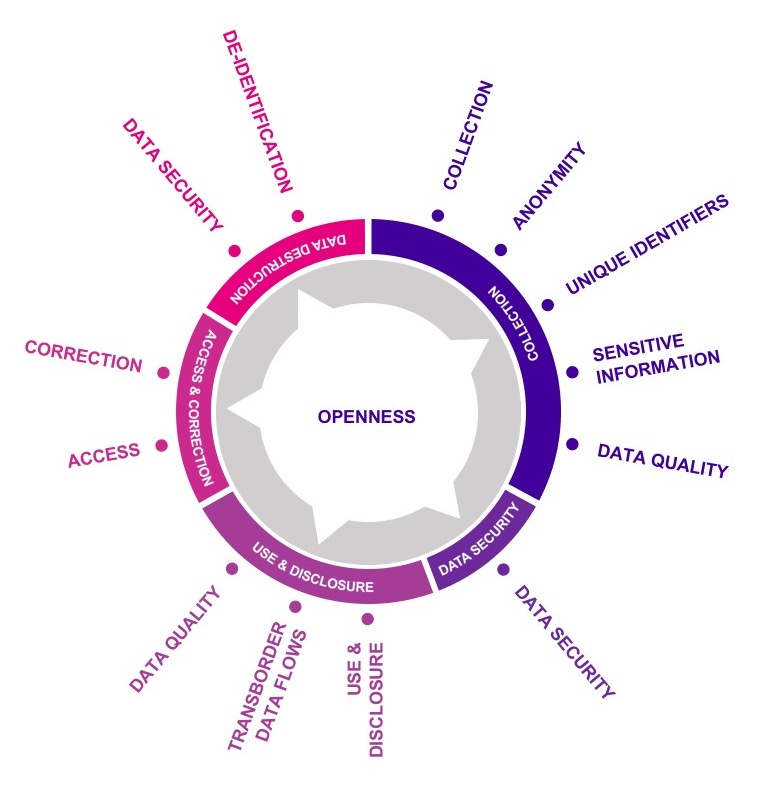 COLLECTION
ANONYMITY
UNIQUE IDENTIFIERS
SENSITIVE
INFORMATION
DATA QUALITY
DATA SECURITY
USE &
DISCLOSURE
TRANSBORDER
DATA FLOWS
DATA QUALITY
ACCESS
CORRECTION
DATA SECURITY
DE-IDENTIFICATION
COLLECTION
DATA SECURITY
USE & DISCLOSURE
ACCESS & CORRECTION
DATA DESTRUCTION
OPENNESS